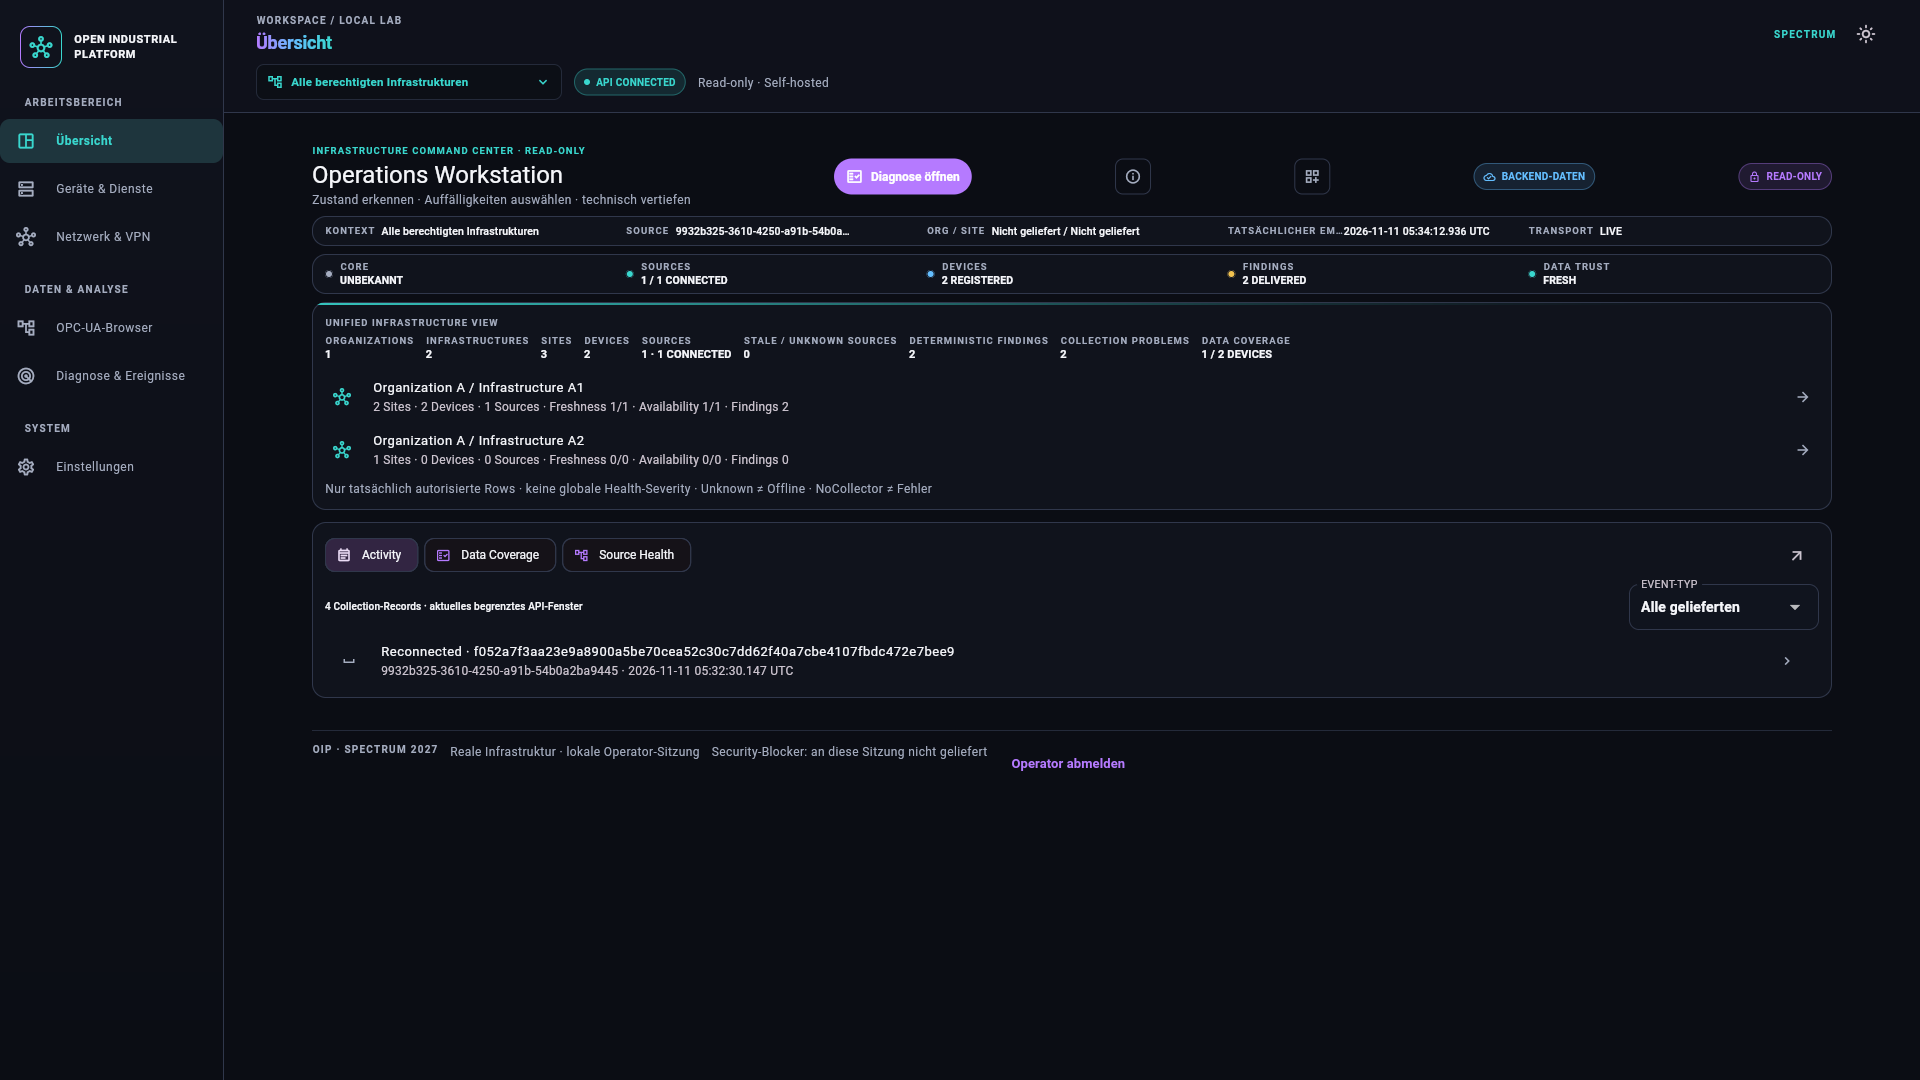 OPEN INDUSTRIAL
PLATFORM
ARBEITSBEREICH
Übersicht
Geräte & Dienste
Netzwerk & VPN
DATEN & ANALYSE
OPC-UA-Browser
Diagnose & Ereignisse
SYSTEM
Einstellungen
WORKSPACE / LOCAL LAB
Übersicht
SPECTRUM
Alle berechtigten Infrastrukturen
API CONNECTED
Read-only · Self-hosted
INFRASTRUCTURE COMMAND CENTER · READ-ONLY
Operations Workstation
Zustand erkennen · Auffälligkeiten auswählen · technisch vertiefen
Diagnose öffnen
BACKEND-DATEN
READ-ONLY
KONTEXT Alle berechtigten Infrastrukturen
SOURCE 9932b325-3610-4250-a91b-54b0a…
ORG / SITE Nicht geliefert / Nicht geliefert
TATSÄCHLICHER EM… 2026-11-11 05:34:12.936 UTC
TRANSPORT LIVE
CORE
UNBEKANNT
SOURCES
1 / 1 CONNECTED
DEVICES
2 REGISTERED
FINDINGS
2 DELIVERED
DATA TRUST
FRESH
UNIFIED INFRASTRUCTURE VIEW
ORGANIZATIONS
1
INFRASTRUCTURES
2
SITES
3
DEVICES
2
SOURCES
1 · 1 CONNECTED
STALE / UNKNOWN SOURCES
0
DETERMINISTIC FINDINGS
2
COLLECTION PROBLEMS
2
DATA COVERAGE
1 / 2 DEVICES
Organization A / Infrastructure A1
2 Sites · 2 Devices · 1 Sources · Freshness 1/1 · Availability 1/1 · Findings 2
Organization A / Infrastructure A2
1 Sites · 0 Devices · 0 Sources · Freshness 0/0 · Availability 0/0 · Findings 0
Nur tatsächlich autorisierte Rows · keine globale Health-Severity · Unknown ≠ Offline · NoCollector ≠ Fehler
Activity
Data Coverage
Source Health
4 Collection-Records · aktuelles begrenztes API-Fenster
EVENT-TYP
Alle gelieferten
Reconnected · f052a7f3aa23e9a8900a5be70cea52c30c7dd62f40a7cbe4107fbdc472e7bee9
9932b325-3610-4250-a91b-54b0a2ba9445 · 2026-11-11 05:32:30.147 UTC
OIP · SPECTRUM 2027
Reale Infrastruktur · lokale Operator-Sitzung
Security-Blocker: an diese Sitzung nicht geliefert
Operator abmelden